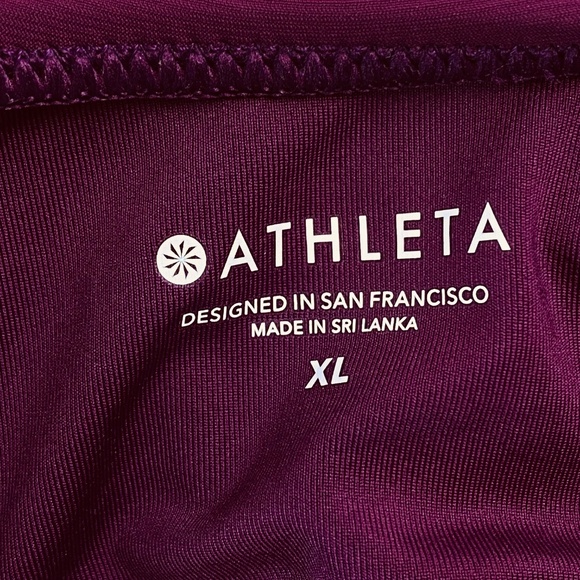 ATHLETA
DESIGNED IN SAN FRANCISCO
MADE IN SRI LANKA
XL